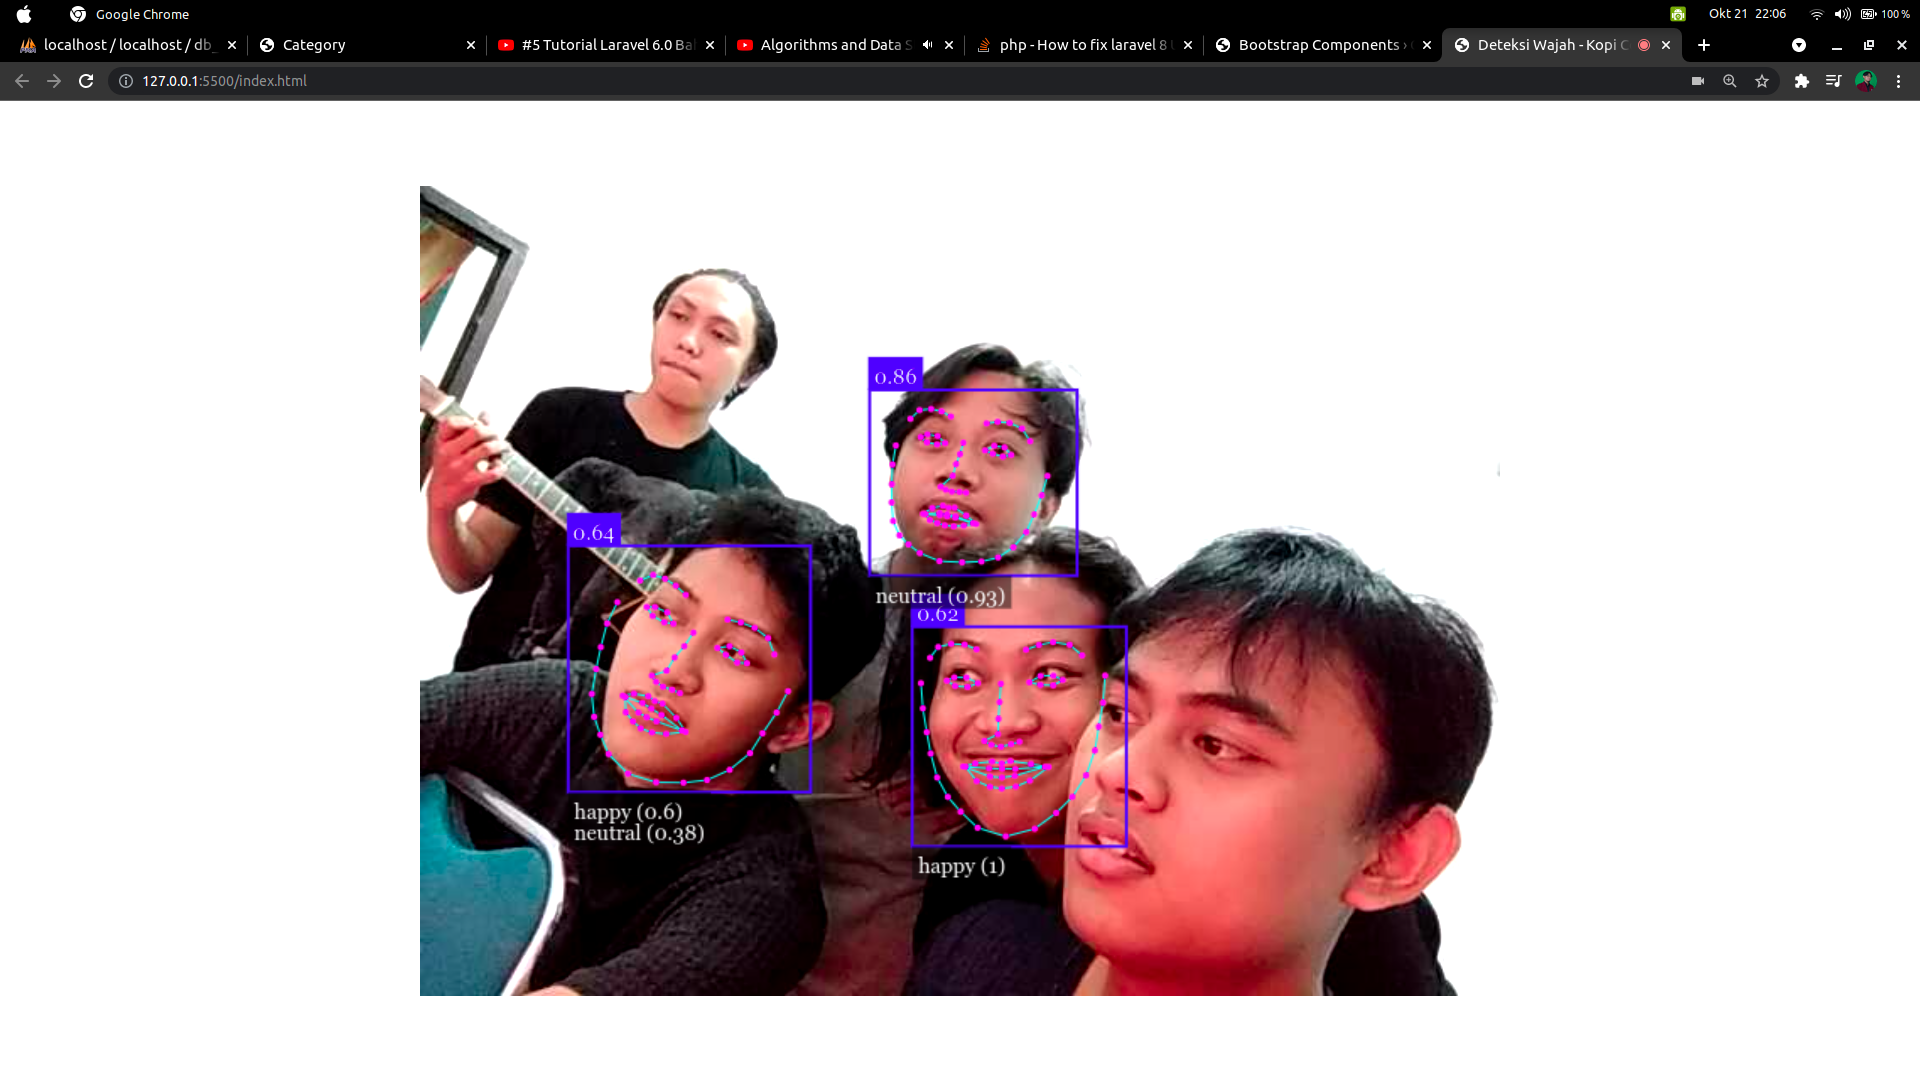 Google Chrome
Okt 21 22:06
100 %
localhost / localhost / db_
Category
#5 Tutorial Laravel 6.0 Ba
Algorithms and Data S
php - How to fix laravel 8
Bootstrap Components ›
Deteksi Wajah - Kopi C
127.0.0.1:5500/index.html
0.86
0.64
neutral (0.93)
0.62
happy (0.6)
neutral (0.38)
happy (1)